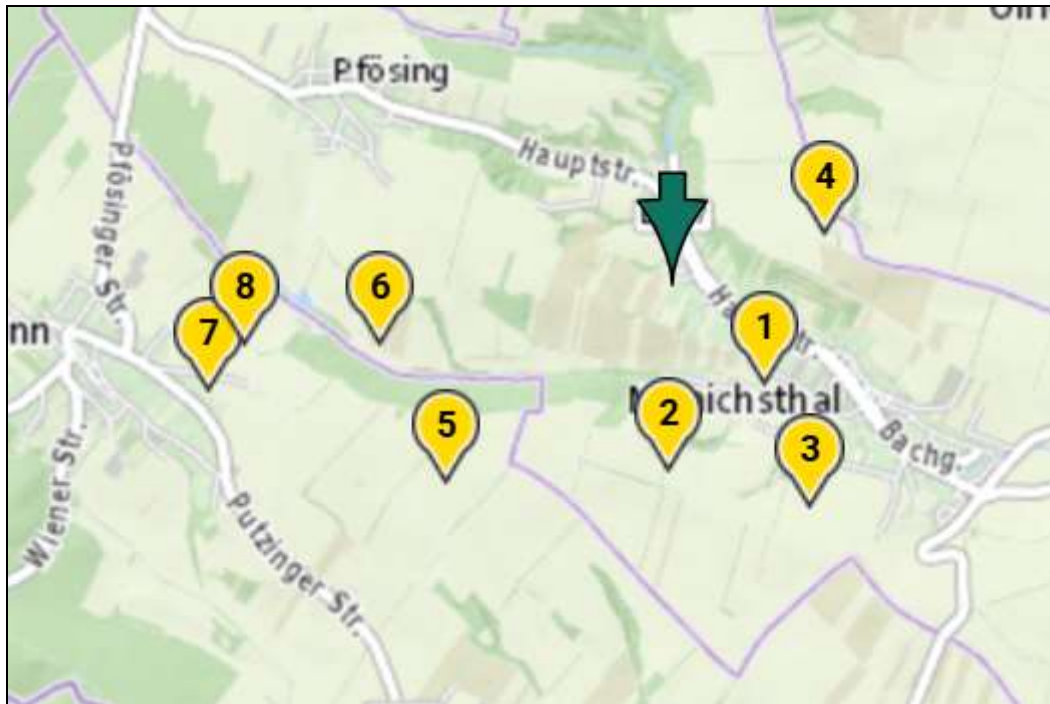 Pfösing
Hauptstr.
4
Pfösinger Str.
8
6
7
1
nn
2
5
3
Bachg.
Wiener Str.
Putzinger Str.